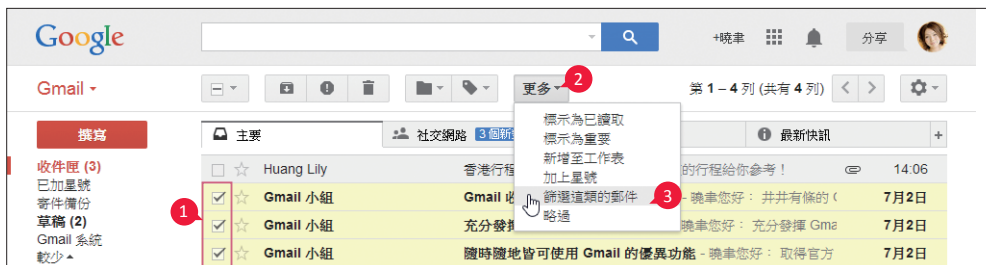 Google
+曉聿
分享
Gmail
更多
2
第 1 – 4 列 (共有 4 列)
撰寫
主要
社交網路
最新快訊
+
標示為已讀取
標示為重要
新增至工作表
加上星號
篩選這類的郵件
3
略過
收件匣 (3)
已加星號
寄件備份
草稿 (2)
Gmail 系統
較少
1
Huang Lily 香港行程 的行程給你參考! 14:06
Gmail 小組 Gmail - 曉聿您好: 井井有條的 ( 7月2日
Gmail 小組 充分發揮 曉聿您好: 充分發揮 Gma 7月2日
Gmail 小組 隨時隨地皆可使用 Gmail 的優異功能 - 曉聿您好: 取得官方 7月2日